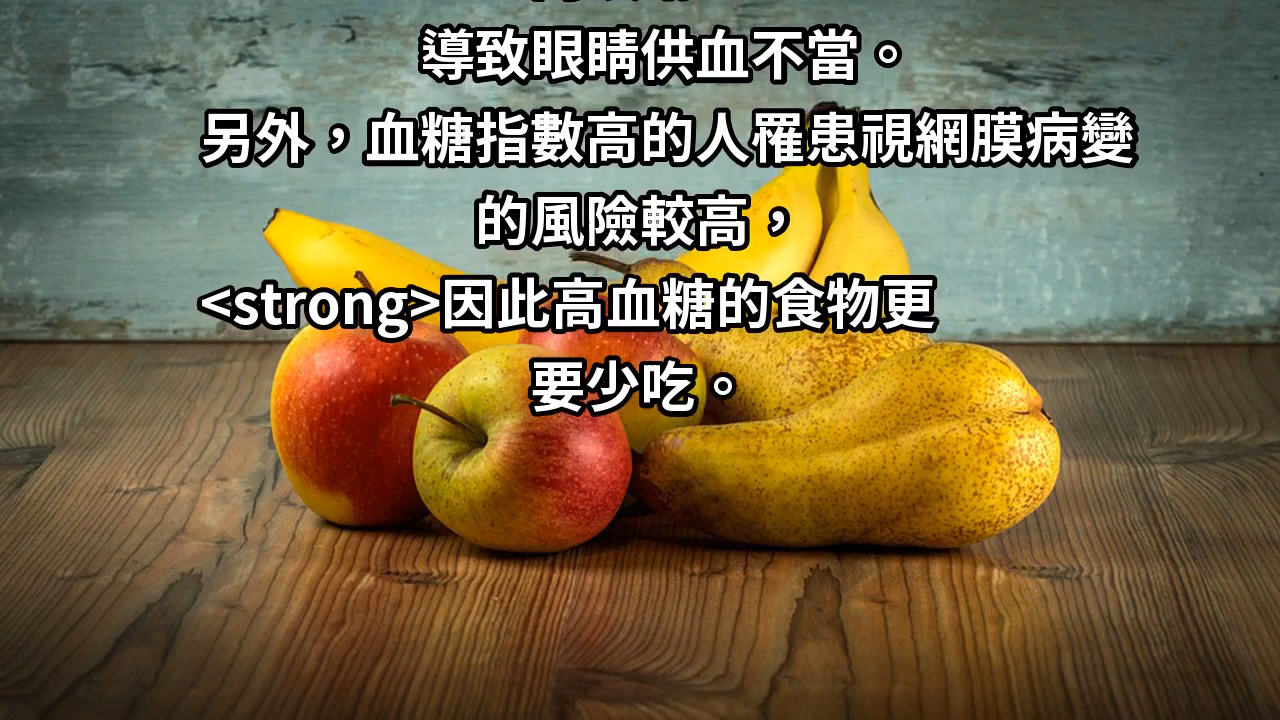 導致眼睛供血不當。
另外，血糖指數高的人罹患視網膜病變
的風險較高，
<strong>因此高血糖的食物更
要少吃。